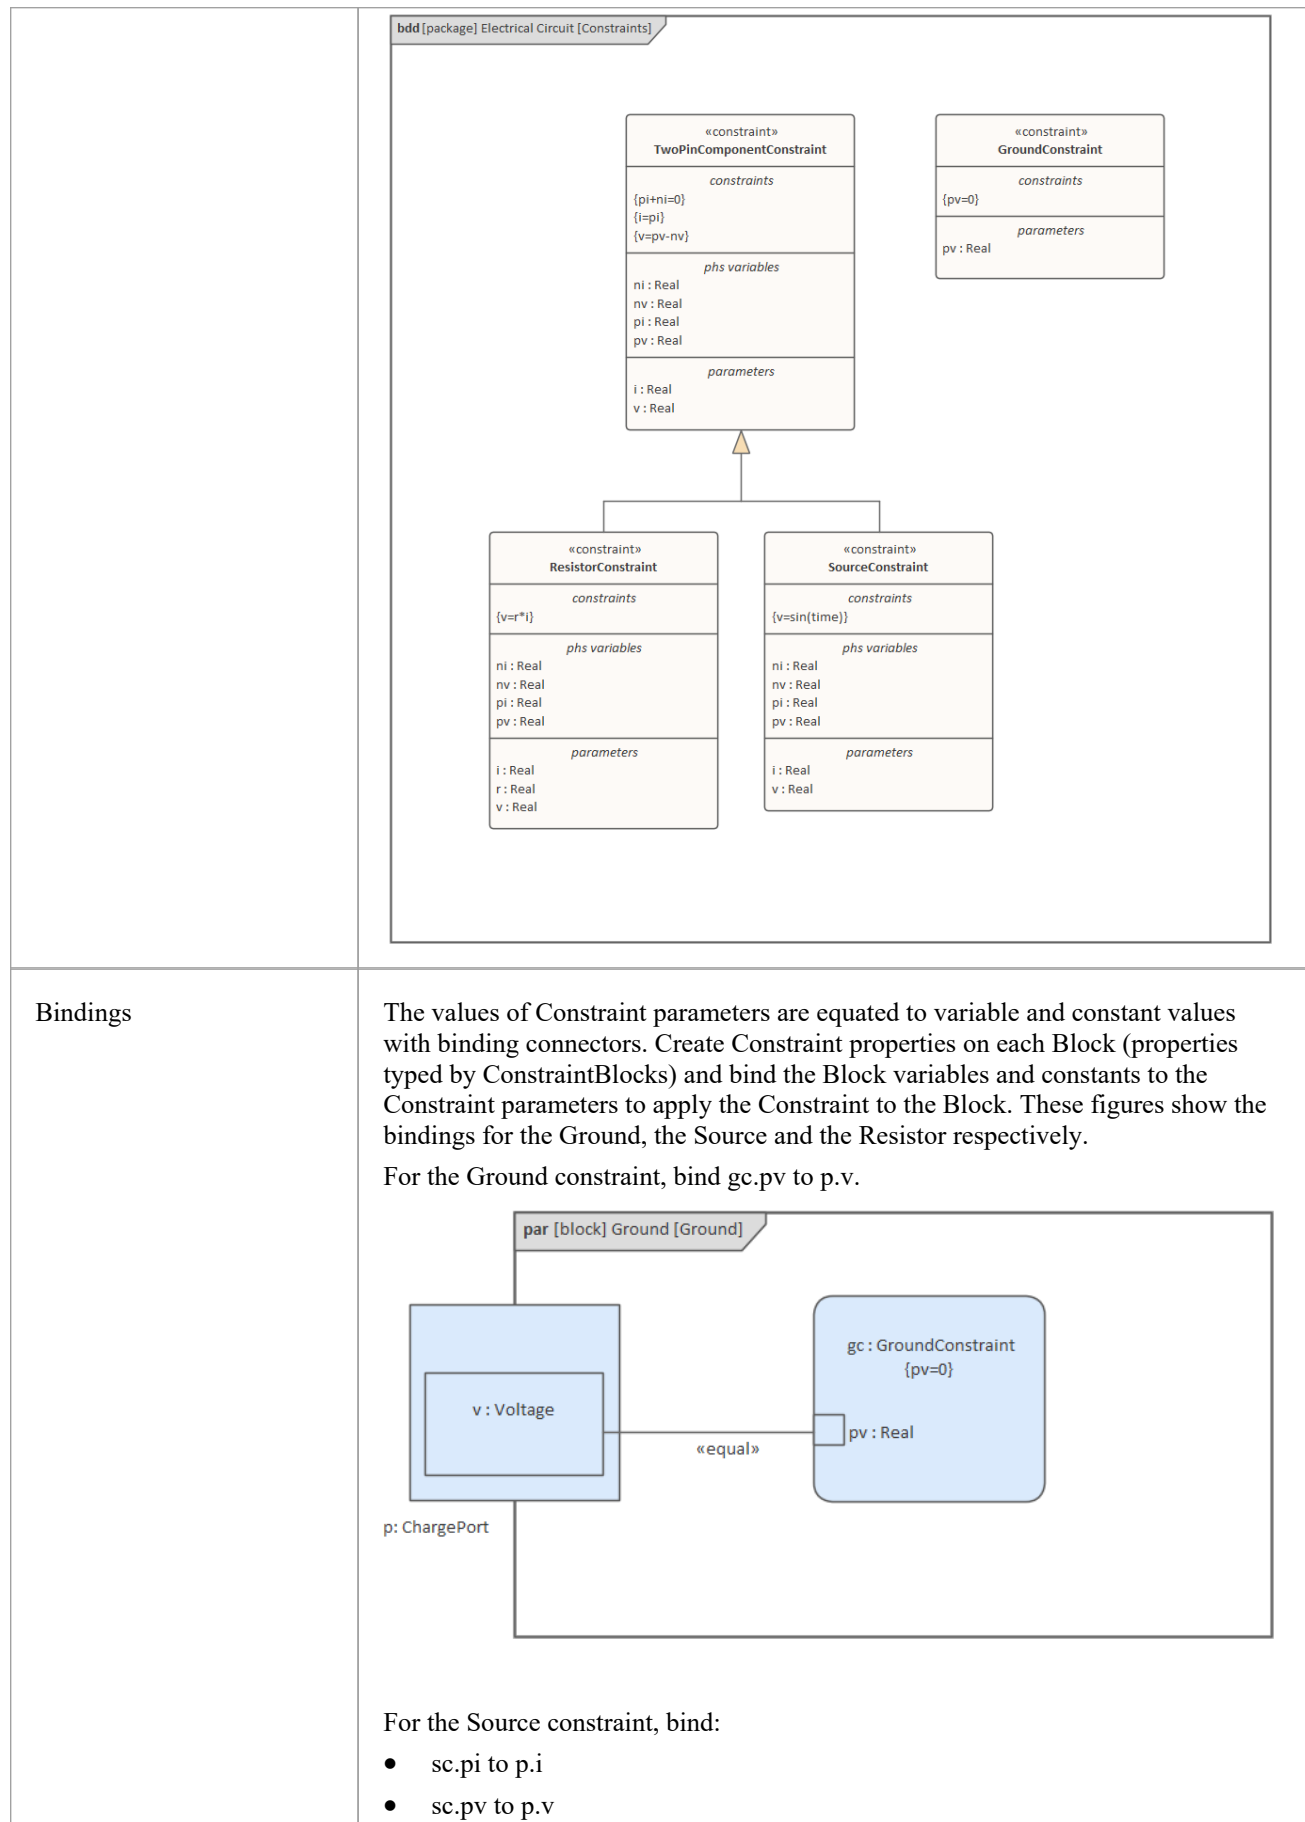 bdd [package] Electrical Circuit [Constraints]
«constraint»
TwoPinComponentConstraint
constraints
{pi+ni=0}
{i=pi}
{v=pv-nv}
phs variables
ni : Real
nv : Real
pi : Real
pv : Real
parameters
i : Real
v : Real
«constraint»
GroundConstraint
constraints
{pv=0}
parameters
pv : Real
«constraint»
ResistorConstraint
constraints
{v=r*i}
phs variables
ni : Real
nv : Real
pi : Real
pv : Real
parameters
i : Real
r : Real
v : Real
«constraint»
SourceConstraint
constraints
{v=sin(time)}
phs variables
ni : Real
nv : Real
pi : Real
pv : Real
parameters
i : Real
v : Real
Bindings
The values of Constraint parameters are equated to variable and constant values
with binding connectors. Create Constraint properties on each Block (properties
typed by ConstraintBlocks) and bind the Block variables and constants to the
Constraint parameters to apply the Constraint to the Block. These figures show the
bindings for the Ground, the Source and the Resistor respectively.
For the Ground constraint, bind gc.pv to p.v.
par [block] Ground [Ground]
v : Voltage
«equal»
gc : GroundConstraint
{pv=0}
pv : Real
p: ChargePort
For the Source constraint, bind:
• sc.pi to p.i
• sc.pv to p.v